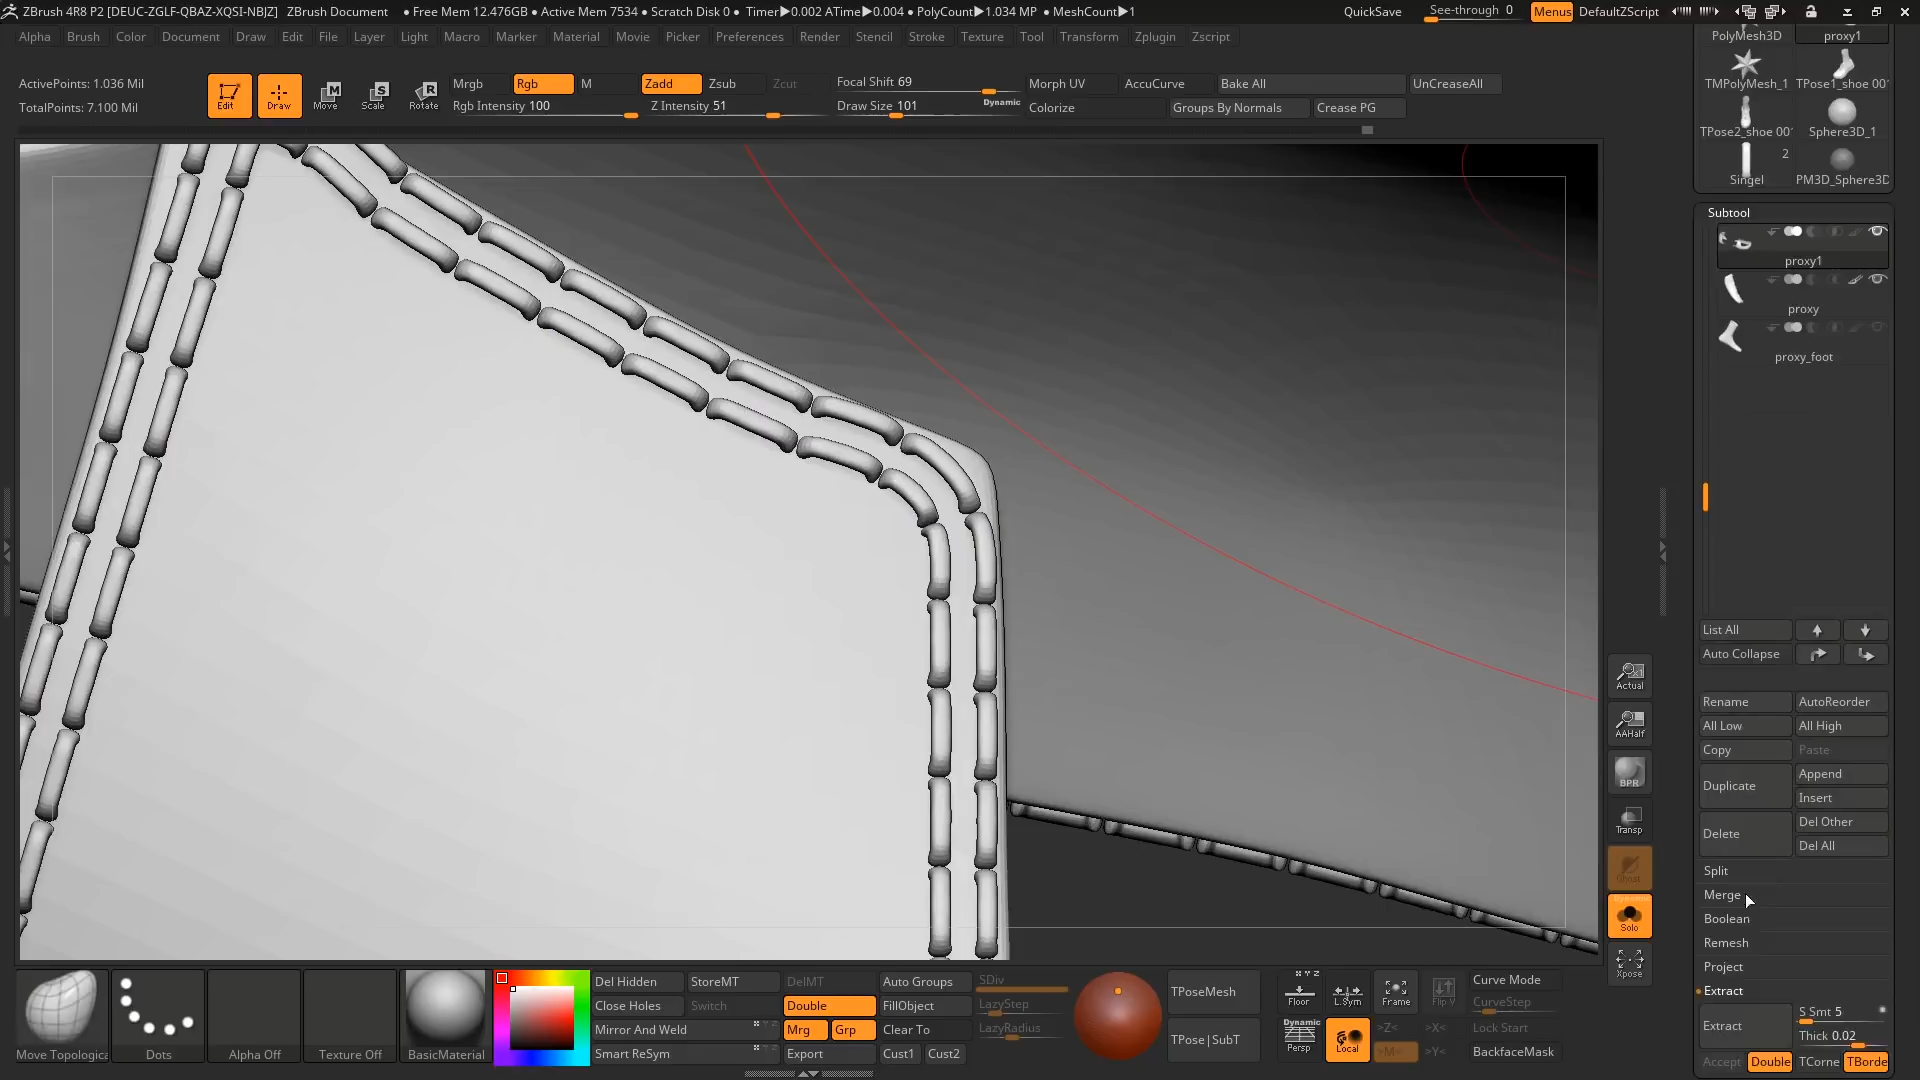 ZBrush 4R8 P2 [DEUC-ZGLF-QBAZ-XQSI-NBJZ] ZBrush Document ● Free Mem 12.476GB ● Active Mem 7534 ● Scratch Disk 0 ● Timer▶0.002 ATime▶0.004 ● PolyCount▶1.034 MP ● MeshCount▶1 QuickSave See-through 0 Menus DefaultZScript
Alpha Brush Color Document Draw Edit File Layer Light Macro Marker Material Movie Picker Preferences Render Stencil Stroke Texture Tool Transform Zplugin Zscript
PolyMesh3D proxy1
ActivePoints: 1.036 Mil
TotalPoints: 7.100 Mil
Edit Draw Move Scale Rotate
Mrgb Rgb M Zadd Zsub Zcut Focal Shift 69 Morph UV AccuCurve Bake All UnCreaseAll
Rgb Intensity 100 Z Intensity 51 Draw Size 101 Dynamic Colorize Groups By Normals Crease PG
TMPolyMesh_1 TPose1_shoe 00
TPose2_shoe 00 Sphere3D_1
2
Singel PM3D_Sphere3D
Subtool
proxy1
proxy
proxy_foot
List All
Auto Collapse
Rename AutoReorder
All Low All High
Copy Paste
Duplicate Append
Insert
Delete Del Other
Del All
Split
Merge
Boolean
Remesh
Project
Extract
Extract S Smt 5
Thick 0.02
Accept Double TCorne TBorde
Actual
AAHalf
BPR
Transp
Ghost
Dynamic
Solo
Xpose
Move Topologica Dots Alpha Off Texture Off BasicMaterial
Del Hidden StoreMT DelMT Auto Groups SDiv
Close Holes Switch Double FillObject LazyStep
Mirror And Weld Mrg Grp Clear To LazyRadius
Smart ReSym Export Cust1 Cust2
TPoseMesh
TPose|SubT
Floor L.Sym Frame Flip V
Dynamic
Persp Local >Z< >X<
>M< >Y<
Curve Mode
CurveStep
Lock Start
BackfaceMask